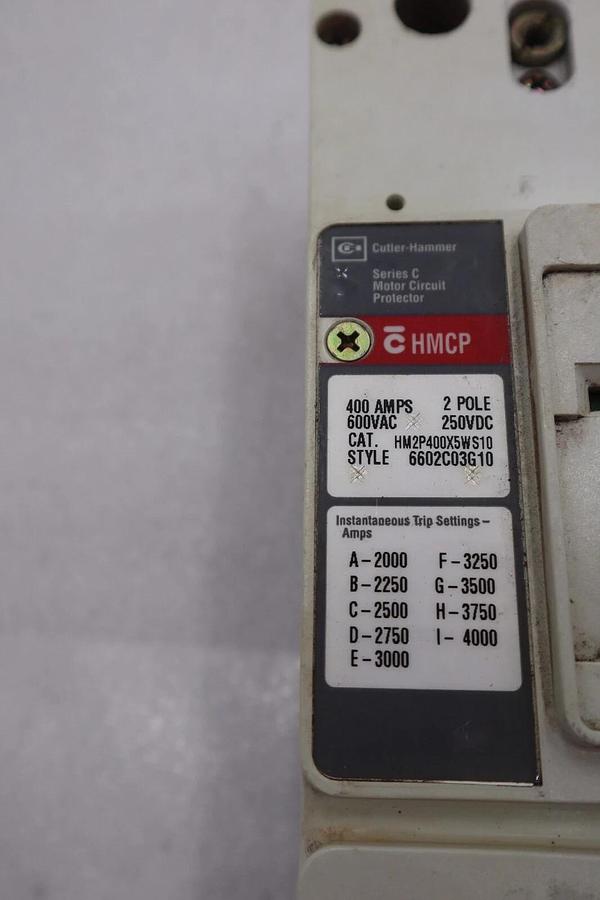 Cutler-Hammer
Series C
Motor Circuit
Protector
HMCP
400 AMPS 2 POLE
600VAC 250VDC
CAT. HM2P400X5WS10
STYLE 6602C03G10
Instantaneous Trip Settings–
Amps
A–2000 F–3250
B–2250 G–3500
C–2500 H–3750
D–2750 I– 4000
E–3000